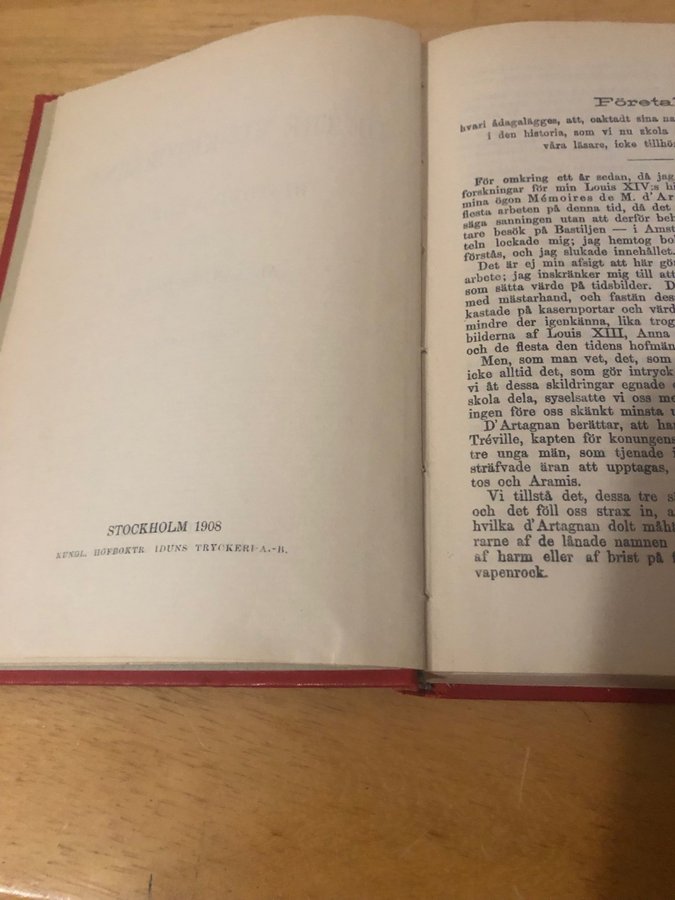 STOCKHOLM 1908
KUNGL. HOFBOKTR. IDUNS TRYCKERI-A.-B.
Företal
hvari ådagalägges, att, oaktadt sina na
i den historia, som vi nu skola
våra läsare, icke tillhö
För omkring ett år sedan, då jag
forskningar för min Louis XIV:s hi
mina ögon Mémoires de M. d'Ar
flesta arbeten på denna tid, då det
säga sanningen utan att derför beh
tare besök på Bastiljen — i Amst
teln lockade mig; jag hemtog bo
förstås, och jag slukade innehållet.
Det är ej min afsigt att här gö
arbete; jag inskränker mig till att
som sätta värde på tidsbilder. D
med mästarhand, och fastän des
kastade på kasernportar och värd
mindre der igenkänna, lika trog
bilderna af Louis XIII, Anna
och de flesta den tidens hofmän
Men, som man vet, det, som
icke alltid det, som gör intryck
vi åt dessa skildringar egnade
skola dela, syselsatte vi oss me
ingen före oss skänkt minsta u
D'Artagnan berättar, att ha
Tréville, kapten för konungens
tre unga män, som tjenade i
sträfvade äran att upptagas,
tos och Aramis.
Vi tillstå det, dessa tre s
och det föll oss strax in, a
hvilka d'Artagnan dolt måh
rarne af de lånade namnen
af harm eller af brist på f
vapenrock.